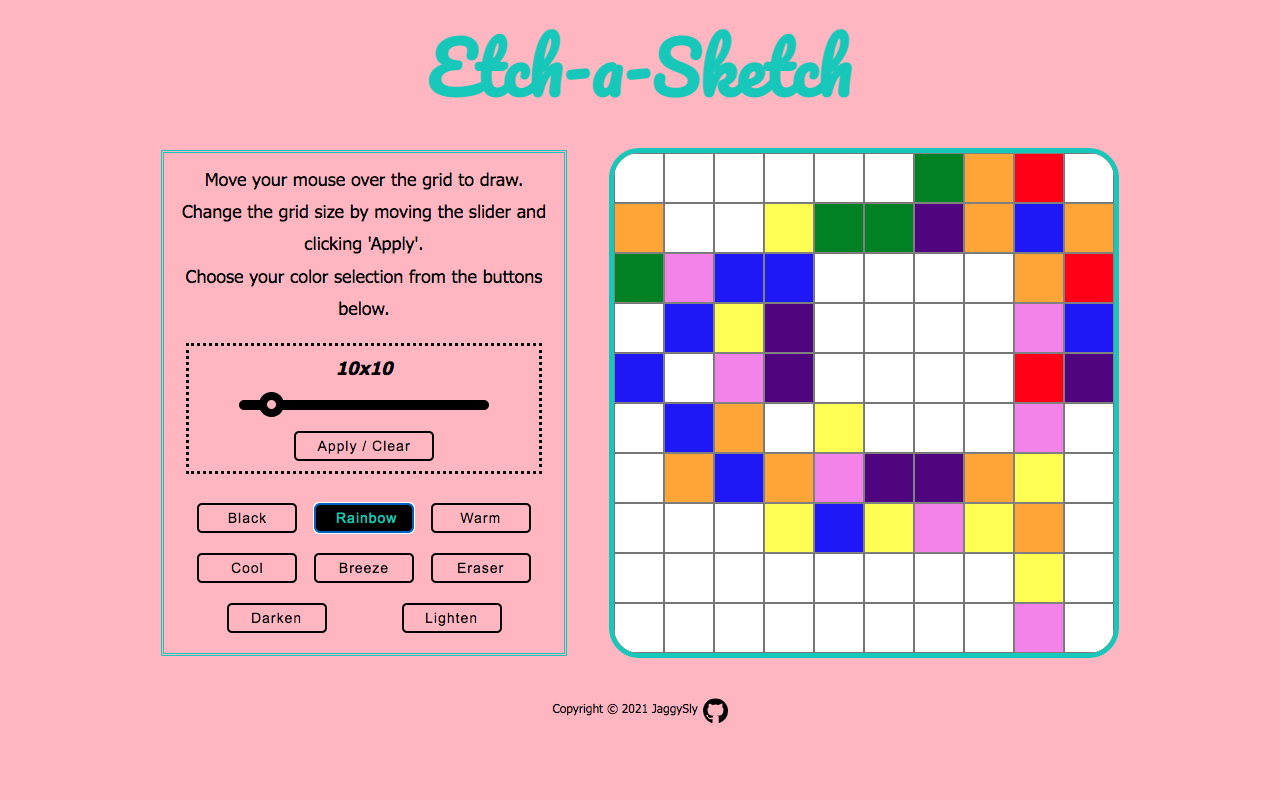 Etch-a-Sketch
Move your mouse over the grid to draw.
Change the grid size by moving the slider and
clicking 'Apply'.
Choose your color selection from the buttons
below.
10x10
Apply / Clear
Black
Rainbow
Warm
Cool
Breeze
Eraser
Darken
Lighten
Copyright © 2021 JaggySly